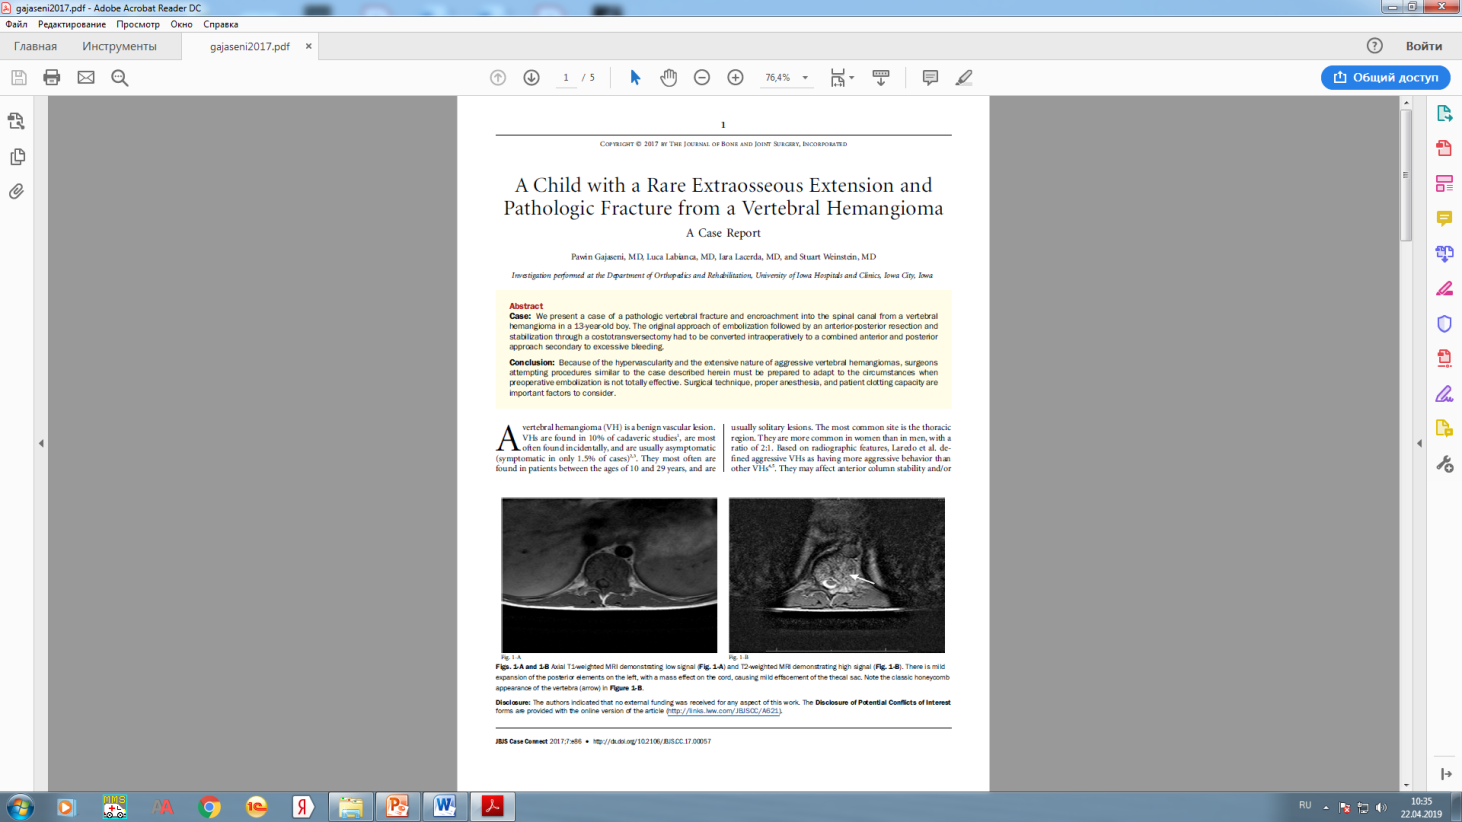 gajaseni2017.pdf - Adobe Acrobat Reader DC
Файл Редактирование Просмотр Окно Справка
Главная Инструменты gajaseni2017.pdf × Войти
1 / 5 76,4% Общий доступ
1
COPYRIGHT © 2017 BY THE JOURNAL OF BONE AND JOINT SURGERY, INCORPORATED
A Child with a Rare Extraosseous Extension and
Pathologic Fracture from a Vertebral Hemangioma
A Case Report
Pawin Gajaseni, MD, Luca Labianca, MD, Iara Lacerda, MD, and Stuart Weinstein, MD
Investigation performed at the Department of Orthopedics and Rehabilitation, University of Iowa Hospitals and Clinics, Iowa City, Iowa
Abstract
Case: We present a case of a pathologic vertebral fracture and encroachment into the spinal canal from a vertebral
hemangioma in a 13-year-old boy. The original approach of embolization followed by an anterior-posterior resection and
stabilization through a costotransversectomy had to be converted intraoperatively to a combined anterior and posterior
approach secondary to excessive bleeding.
Conclusion: Because of the hypervascularity and the extensive nature of aggressive vertebral hemangiomas, surgeons
attempting procedures similar to the case described herein must be prepared to adapt to the circumstances when
preoperative embolization is not totally effective. Surgical technique, proper anesthesia, and patient clotting capacity are
important factors to consider.
A vertebral hemangioma (VH) is a benign vascular lesion.
VHs are found in 10% of cadaveric studies¹, are most
often found incidentally, and are usually asymptomatic
(symptomatic in only 1.5% of cases)²,³. They most often are
found in patients between the ages of 10 and 29 years, and are
usually solitary lesions. The most common site is the thoracic
region. They are more common in women than in men, with a
ratio of 2:1. Based on radiographic features, Laredo et al. de-
fined aggressive VHs as having more aggressive behavior than
other VHs⁴,⁵. They may affect anterior column stability and/or
Fig. 1-A
Fig. 1-B
Figs. 1-A and 1-B Axial T1-weighted MRI demonstrating low signal (Fig. 1-A) and T2-weighted MRI demonstrating high signal (Fig. 1-B). There is mild
expansion of the posterior elements on the left, with a mass effect on the cord, causing mild effacement of the thecal sac. Note the classic honeycomb
appearance of the vertebra (arrow) in Figure 1-B.
Disclosure: The authors indicated that no external funding was received for any aspect of this work. The Disclosure of Potential Conflicts of Interest
forms are provided with the online version of the article (http://links.lww.com/JBJSCC/A621).
JBJS Case Connect 2017;7:e86 • http://dx.doi.org/10.2106/JBJS.CC.17.00057
MMS
1С
Я
RU
10:35
22.04.2019